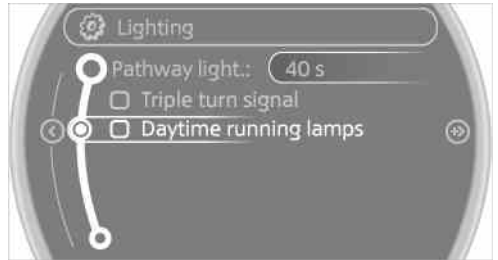 Lighting
Pathway light.: 40 s
Triple turn signal
Daytime running lamps